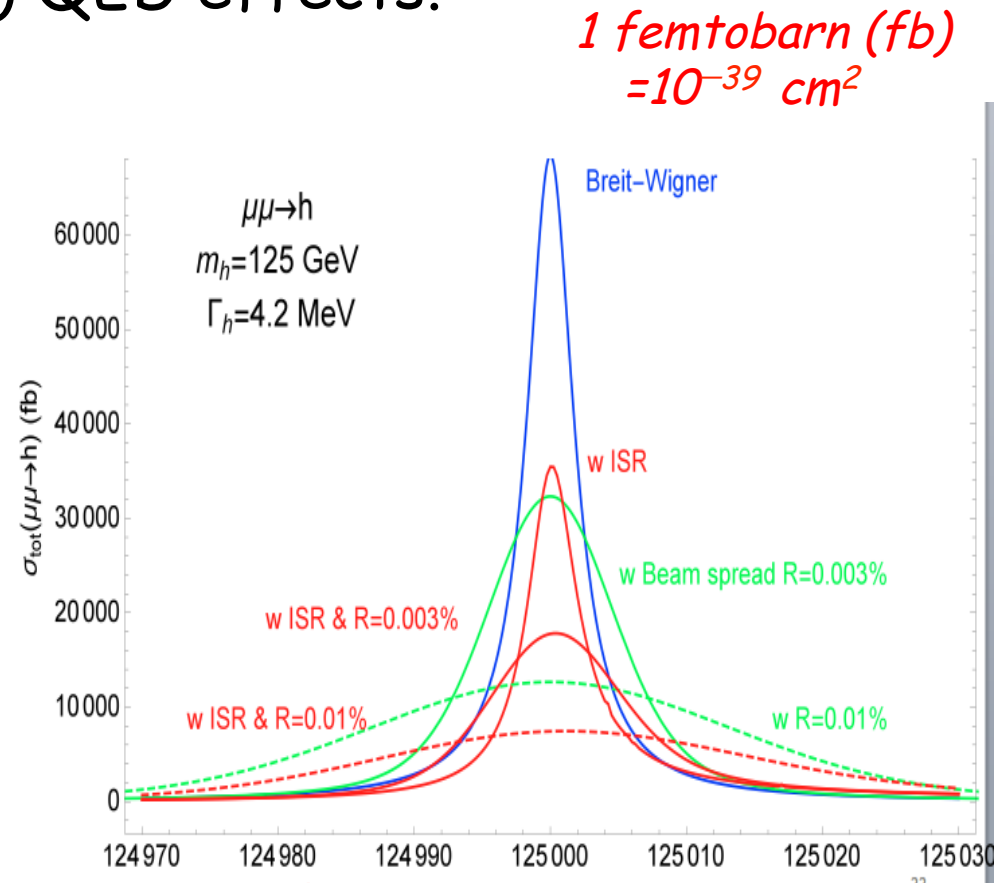 ) QED effects.
1 femtobarn (fb)
=10⁻³⁹ cm²
μμ→h
mₕ=125 GeV
Γₕ=4.2 MeV
Breit–Wigner
w ISR
w Beam spread R=0.003%
w ISR & R=0.003%
w ISR & R=0.01%
w R=0.01%
σtot(μμ→h) (fb)
60 000
50 000
40 000
30 000
20 000
10 000
0
124 970 124 980 124 990 125 000 125 010 125 020 125 030